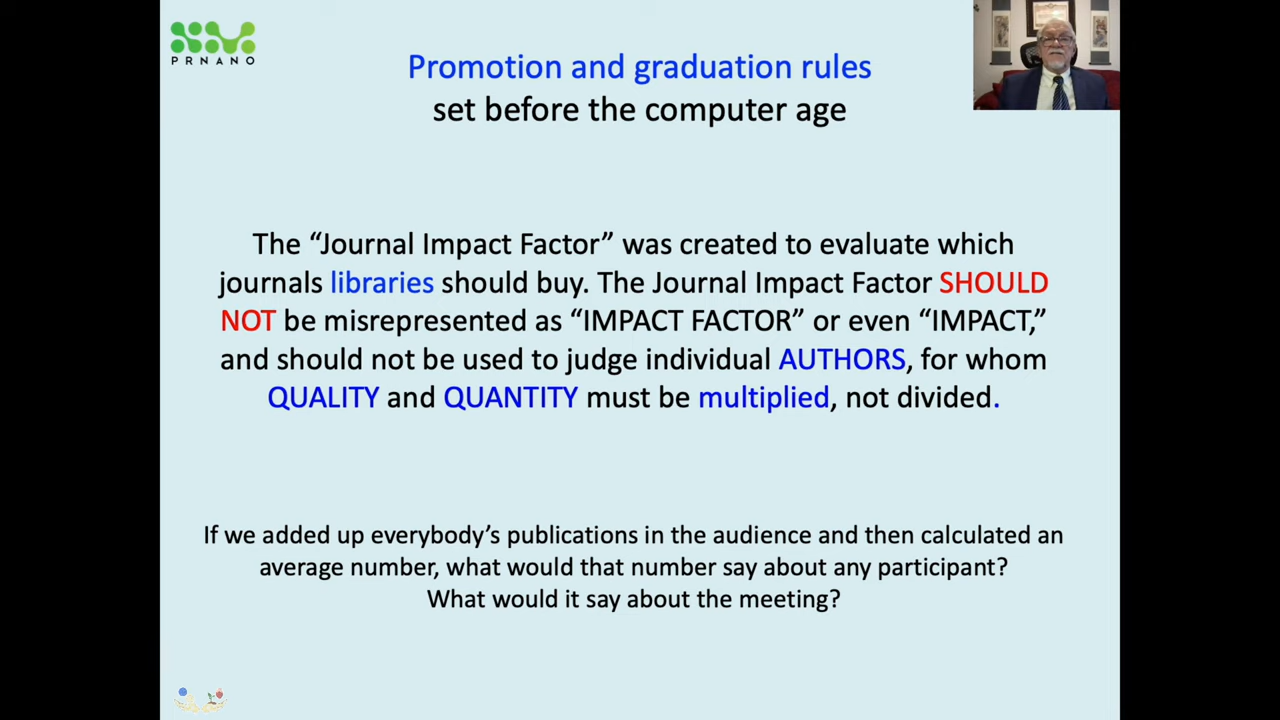 PRNANO
Promotion and graduation rules
set before the computer age
The “Journal Impact Factor” was created to evaluate which
journals libraries should buy. The Journal Impact Factor SHOULD
NOT be misrepresented as “IMPACT FACTOR” or even “IMPACT,”
and should not be used to judge individual AUTHORS, for whom
QUALITY and QUANTITY must be multiplied, not divided.
If we added up everybody’s publications in the audience and then calculated an
average number, what would that number say about any participant?
What would it say about the meeting?